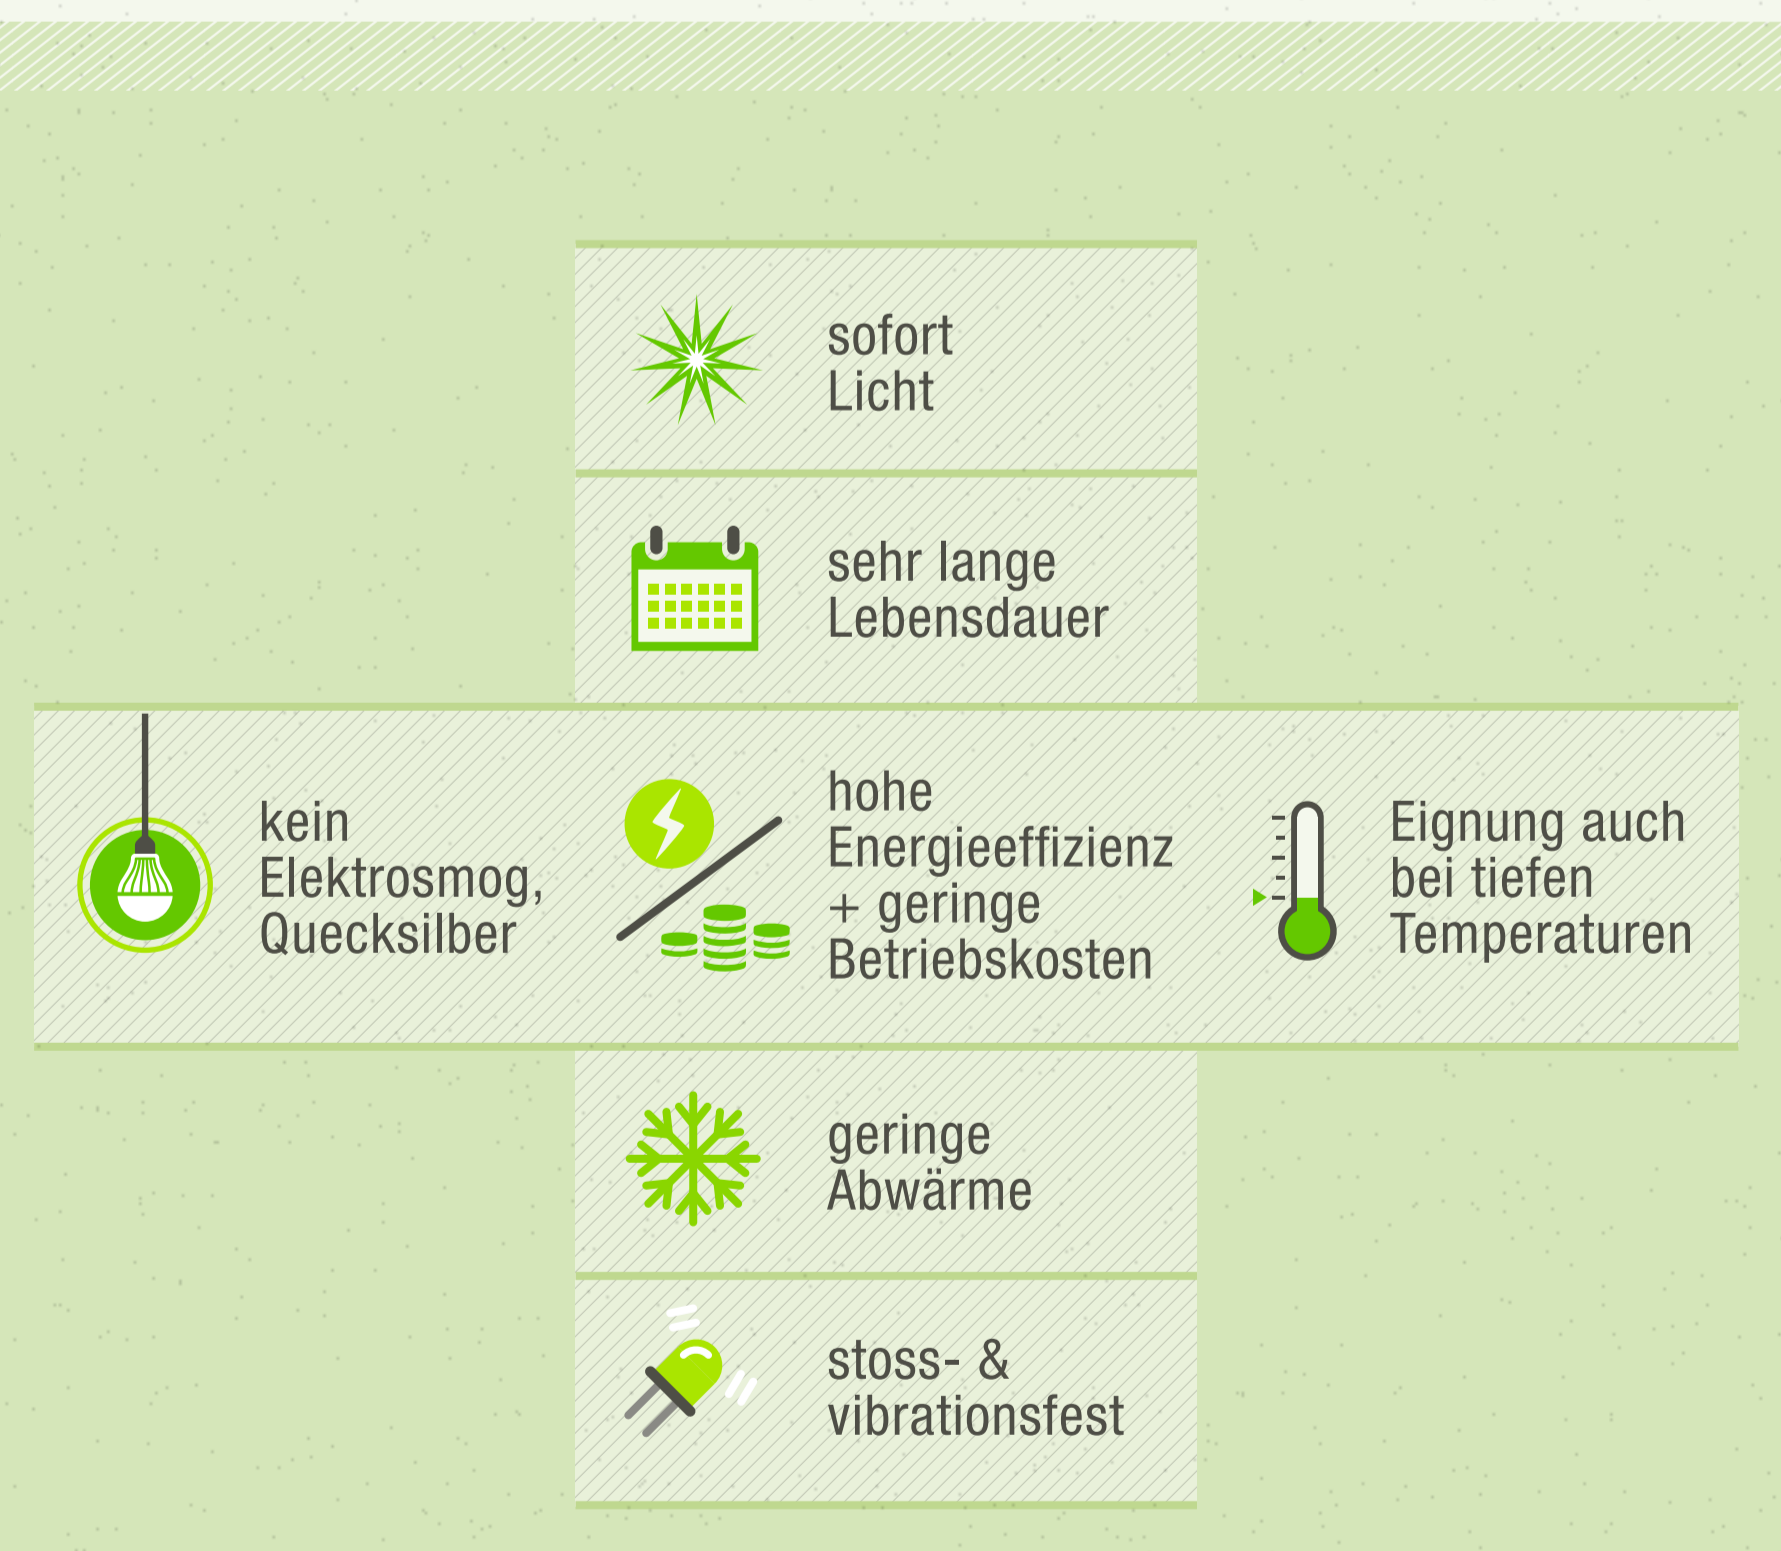 sofort
Licht
sehr lange
Lebensdauer
kein
Elektrosmog,
Quecksilber
hohe
Energieeffizienz
+ geringe
Betriebskosten
Eignung auch
bei tiefen
Temperaturen
geringe
Abwärme
stoss- &
vibrationsfest